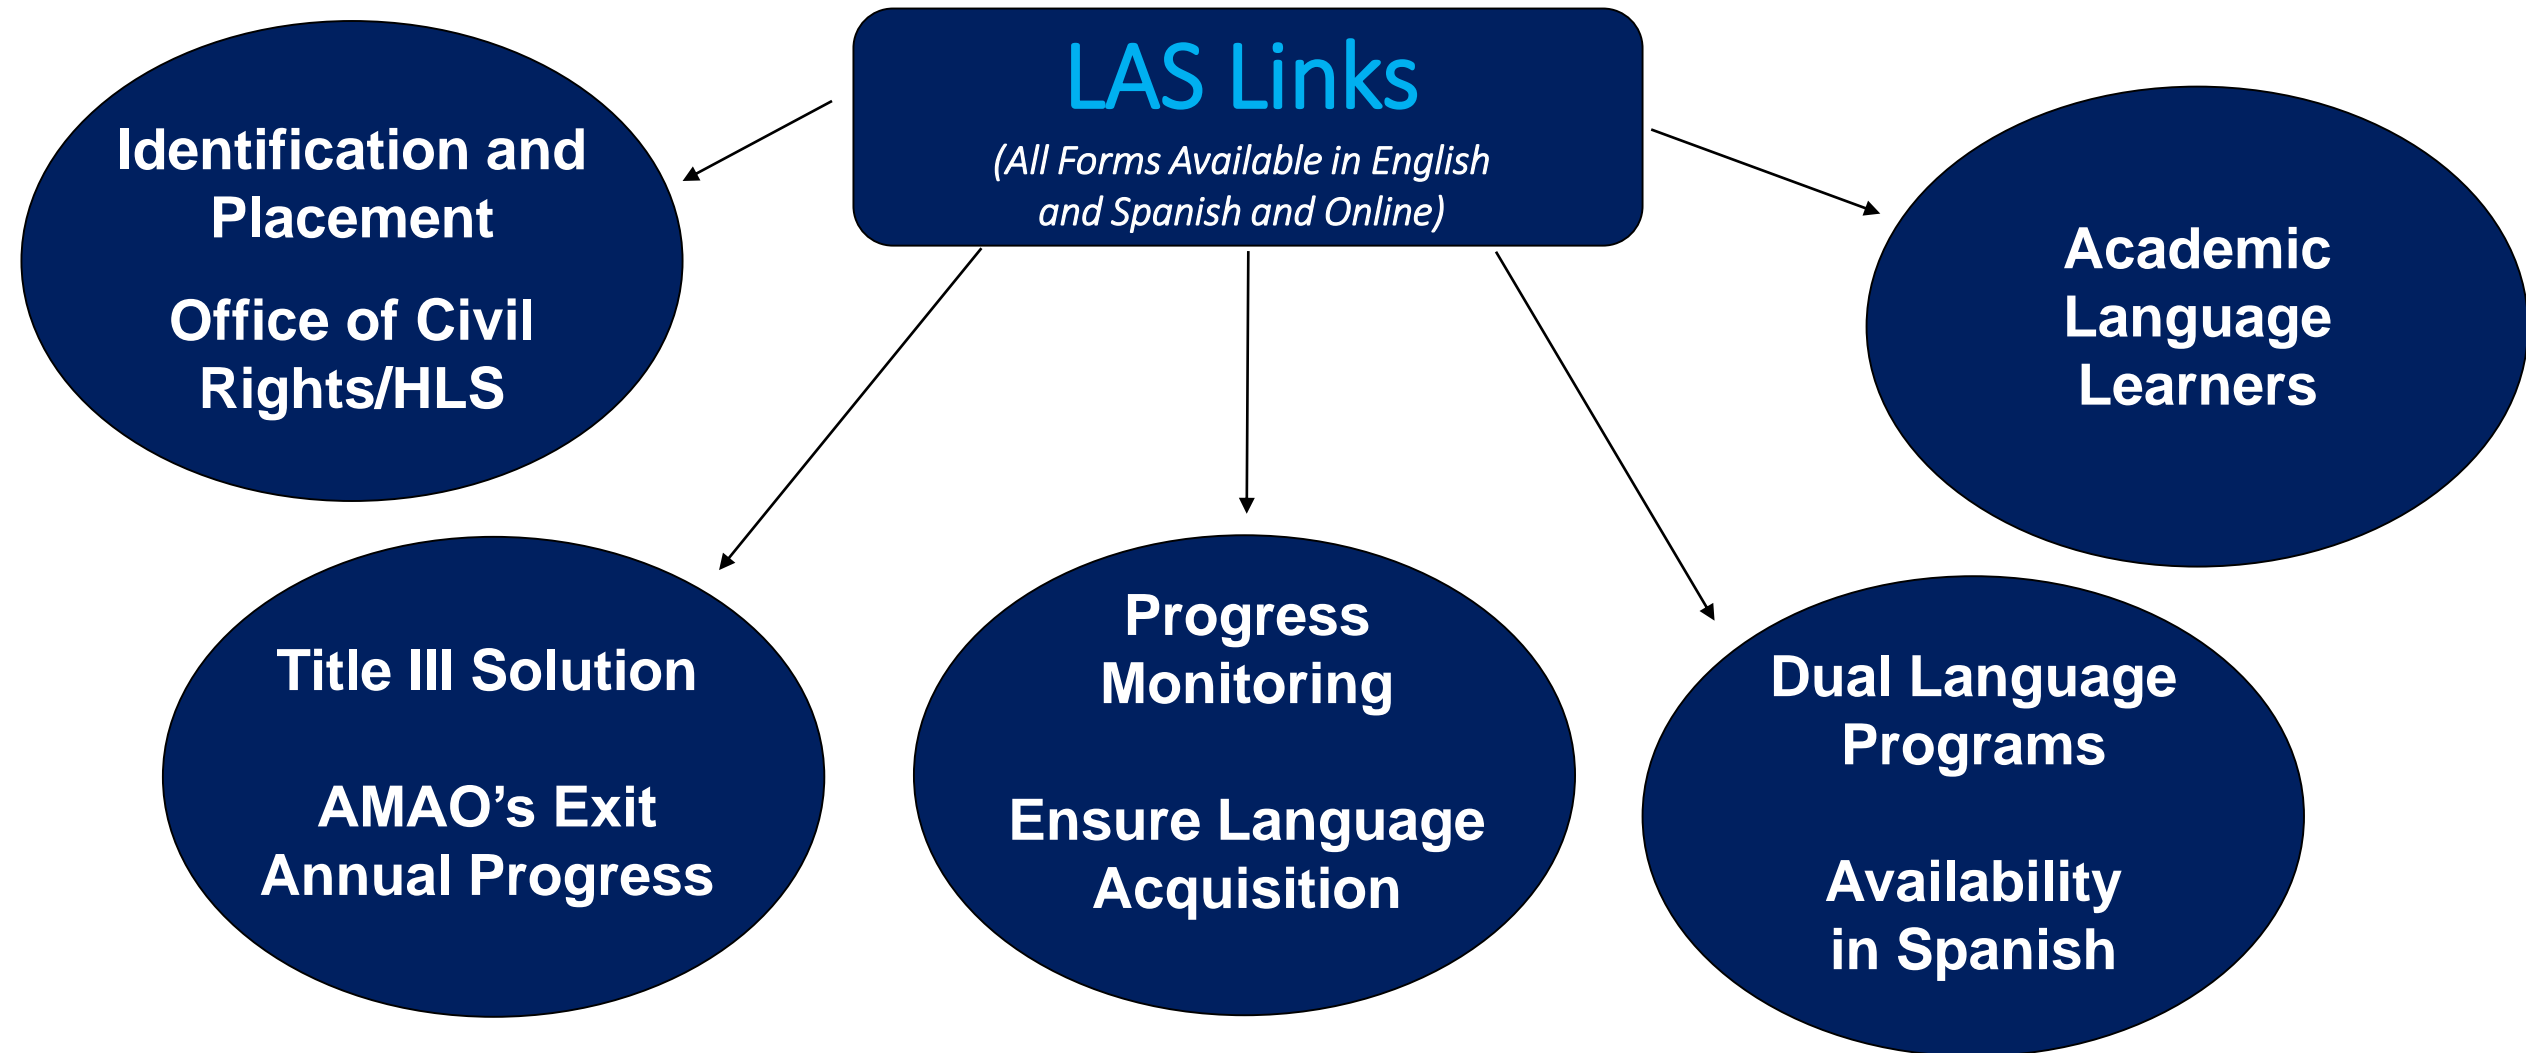 LAS Links
(All Forms Available in English
and Spanish and Online)
Identification and
Placement
Office of Civil
Rights/HLS
Academic
Language
Learners
Title III Solution
AMAO’s Exit
Annual Progress
Progress
Monitoring
Ensure Language
Acquisition
Dual Language
Programs
Availability
in Spanish